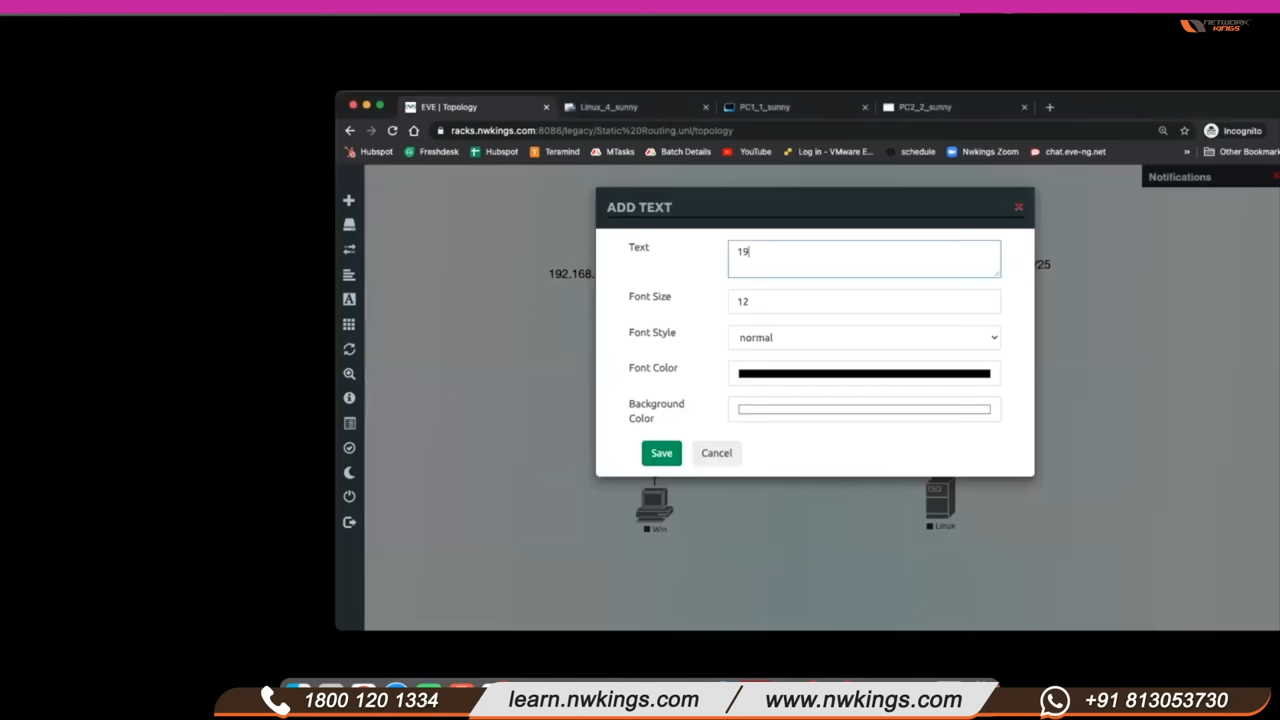 NETWORK
KINGS
EVE | Topology
Linux_4_sunny
PC1_1_sunny
PC2_2_sunny
racks.nwkings.com:8086/legacy/Static%20Routing.unl/topology
Incognito
Hubspot
Freshdesk
Hubspot
Teramind
MTasks
Batch Details
YouTube
Log in - VMware E...
schedule
Nwkings Zoom
chat.eve-ng.net
»
Other Bookmark
Notifications
ADD TEXT
Text
19
192.168.
/25
Font Size
12
Font Style
normal
Font Color
Background
Color
Save
Cancel
Win
Linux
1800 120 1334
learn.nwkings.com / www.nwkings.com
+91 813053730